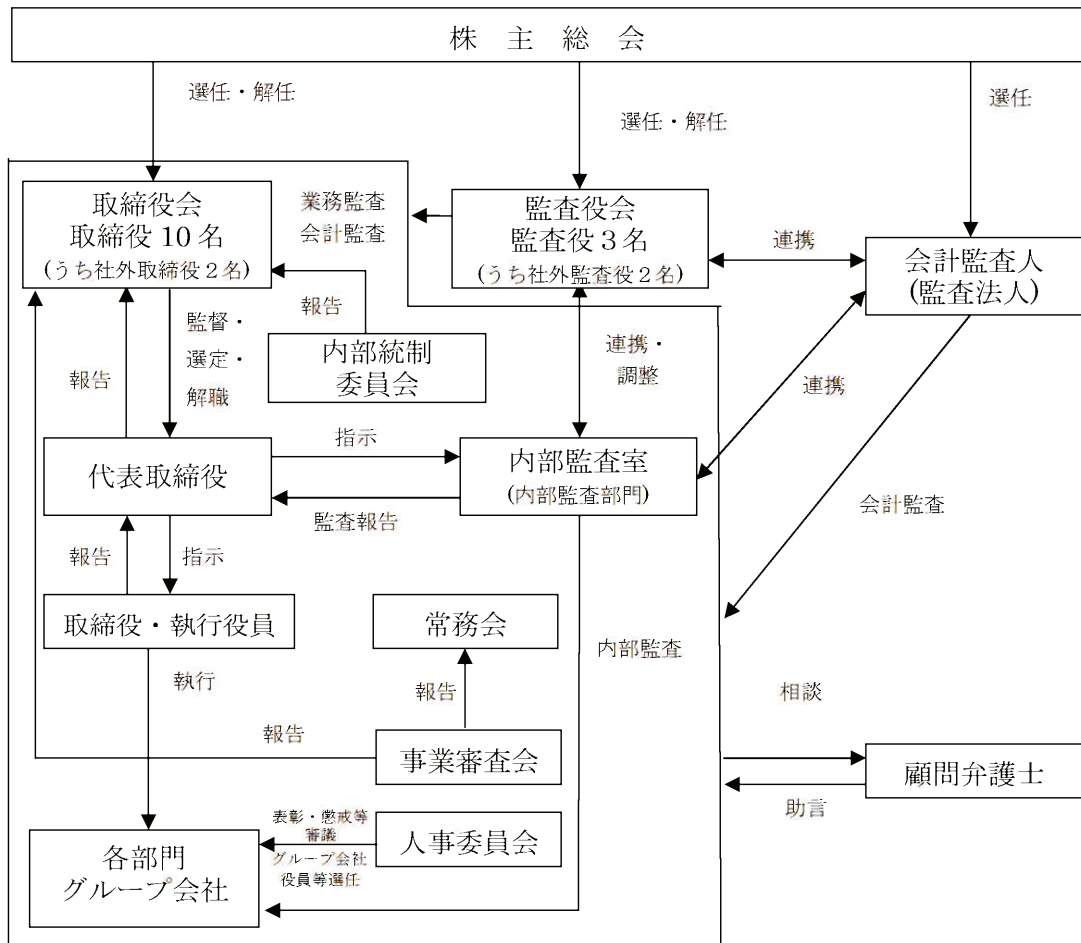 株主総会
選任・解任
選任・解任
選任
取締役会
取締役10名
(うち社外取締役2名)
業務監査
会計監査
監査役会
監査役3名
(うち社外監査役2名)
連携
会計監査人
(監査法人)
報告
監督・
選定・
解職
報告
内部統制
委員会
連携・
調整
連携
代表取締役
指示
監査報告
内部監査室
(内部監査部門)
会計監査
報告
指示
取締役・執行役員
常務会
内部監査
執行
報告
相談
報告
事業審査会
顧問弁護士
助言
表彰・懲戒等
審議
グループ会社
役員等選任
人事委員会
各部門
グループ会社